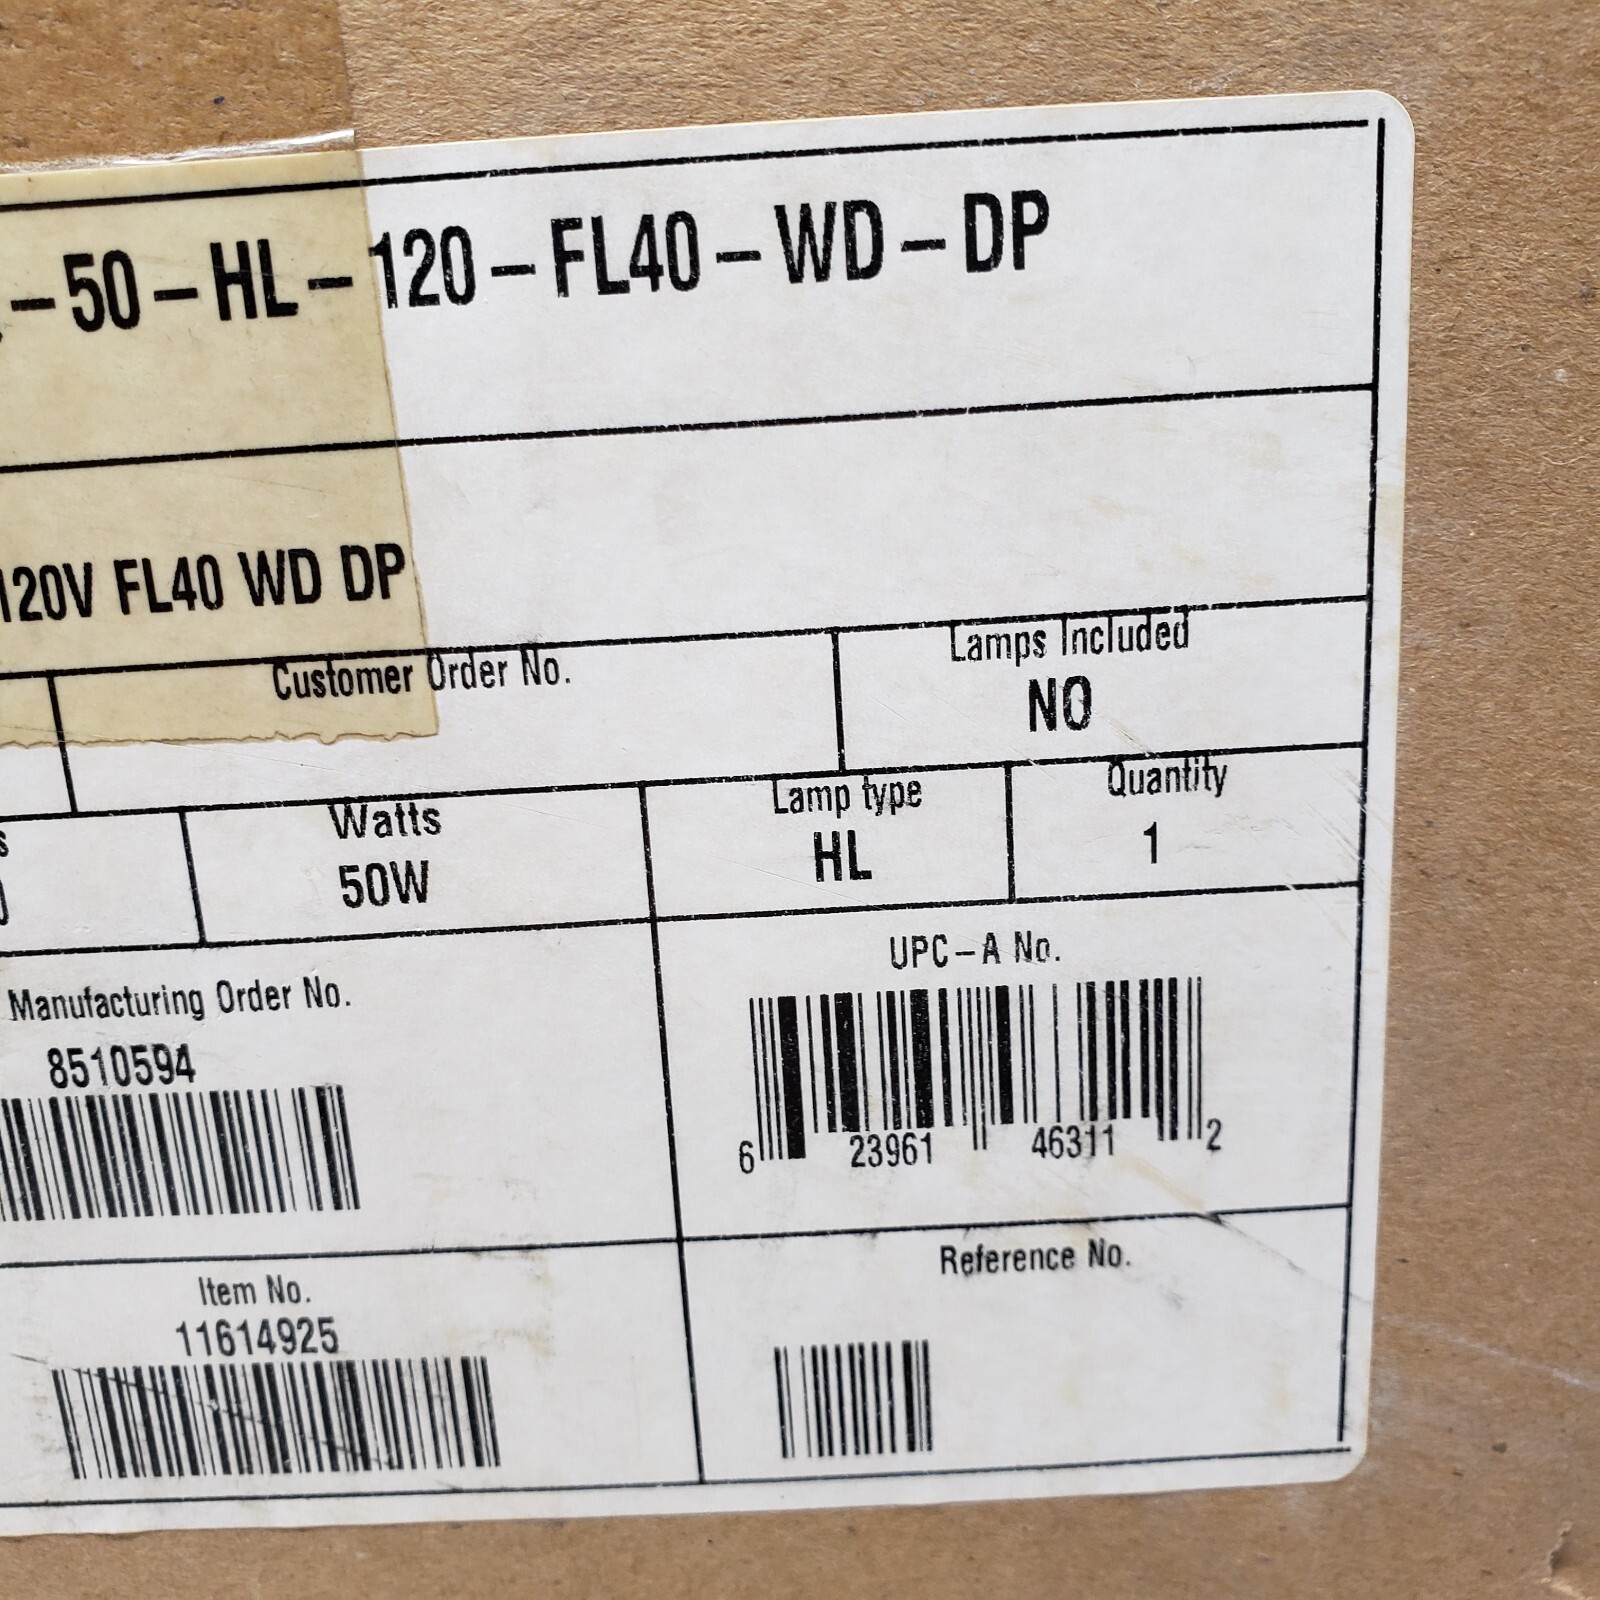 -50-HL-120-FL40-WD-DP
120V FL40 WD DP
Customer Order No.
Lamps Included
NO
Watts
50W
Lamp type
HL
Quantity
1
Manufacturing Order No.
8510594
UPC-A No.
6 23961 46311 2
Item No.
11614925
Reference No.